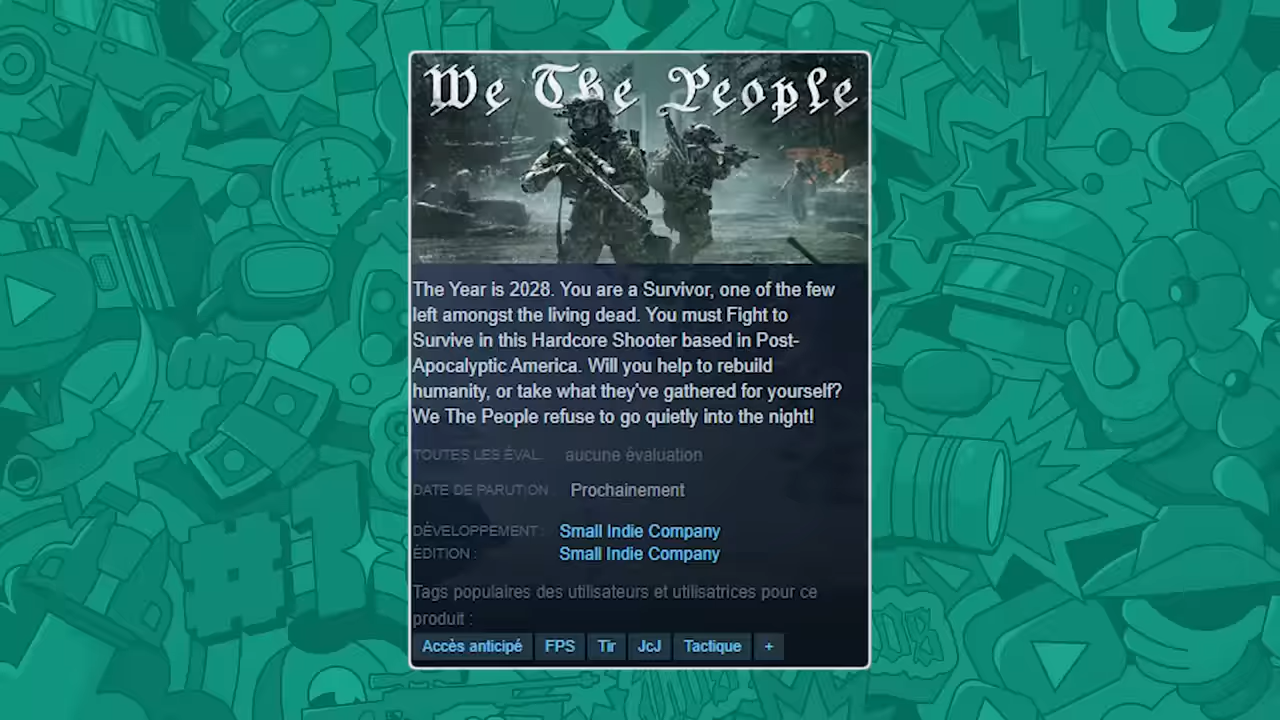 We The People
The Year is 2028. You are a Survivor, one of the few
left amongst the living dead. You must Fight to
Survive in this Hardcore Shooter based in Post-
Apocalyptic America. Will you help to rebuild
humanity, or take what they've gathered for yourself?
We The People refuse to go quietly into the night!
TOUTES LES ÉVAL. aucune évaluation
DATE DE PARUTION Prochainement
DÉVELOPPEMENT : Small Indie Company
ÉDITION : Small Indie Company
Tags populaires des utilisateurs et utilisatrices pour ce
produit :
Accès anticipé FPS Tir JcJ Tactique +